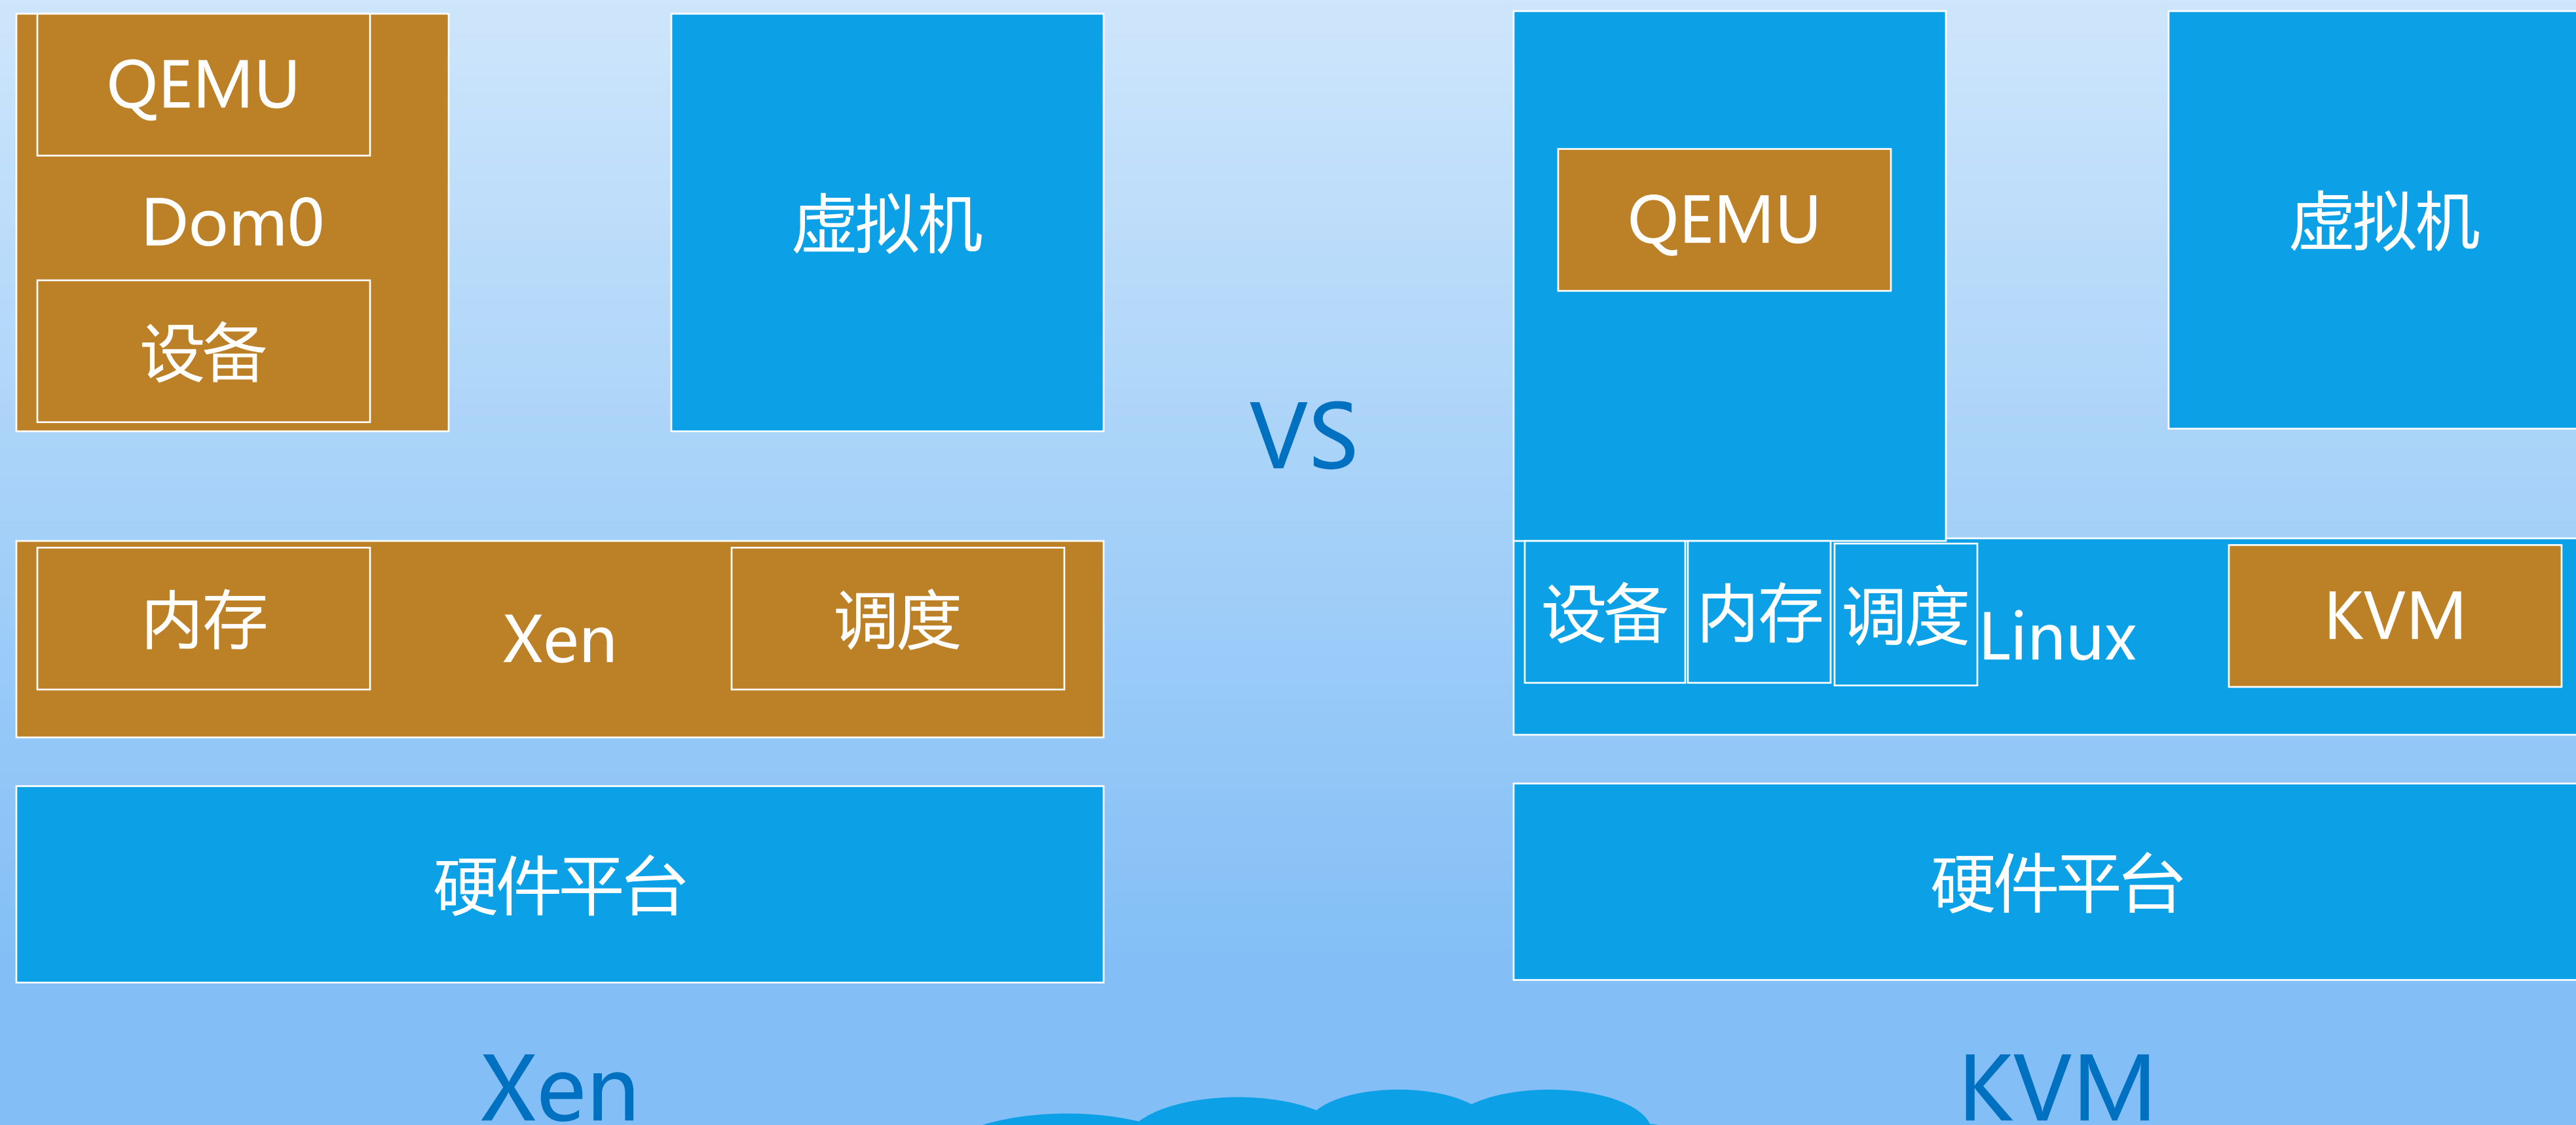 QEMU
Dom0
设备
虚拟机
内存
Xen
调度
硬件平台
Xen
VS
QEMU
虚拟机
设备
内存
调度
Linux
KVM
硬件平台
KVM